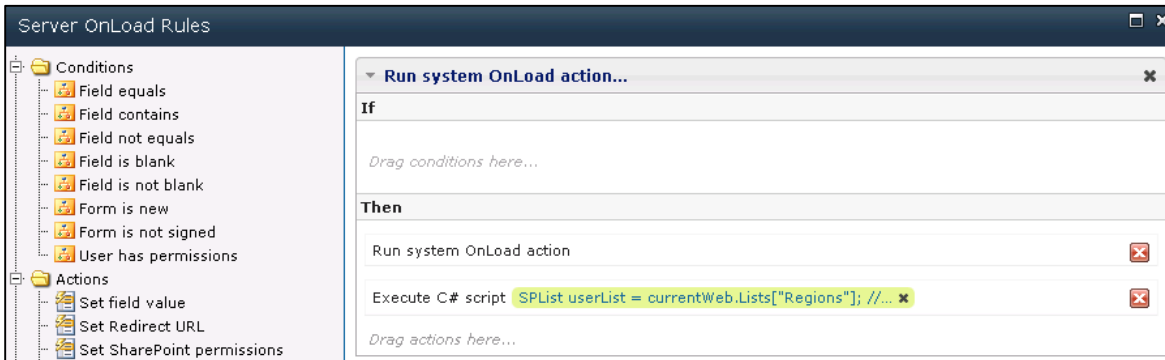 Server OnLoad Rules
Conditions
Field equals
Field contains
Field not equals
Field is blank
Field is not blank
Form is new
Form is not signed
User has permissions
Actions
Set field value
Set Redirect URL
Set SharePoint permissions
Run system OnLoad action...
If
Drag conditions here...
Then
Run system OnLoad action
Execute C# script SPList userList = currentWeb.Lists["Regions"]; //...
Drag actions here...